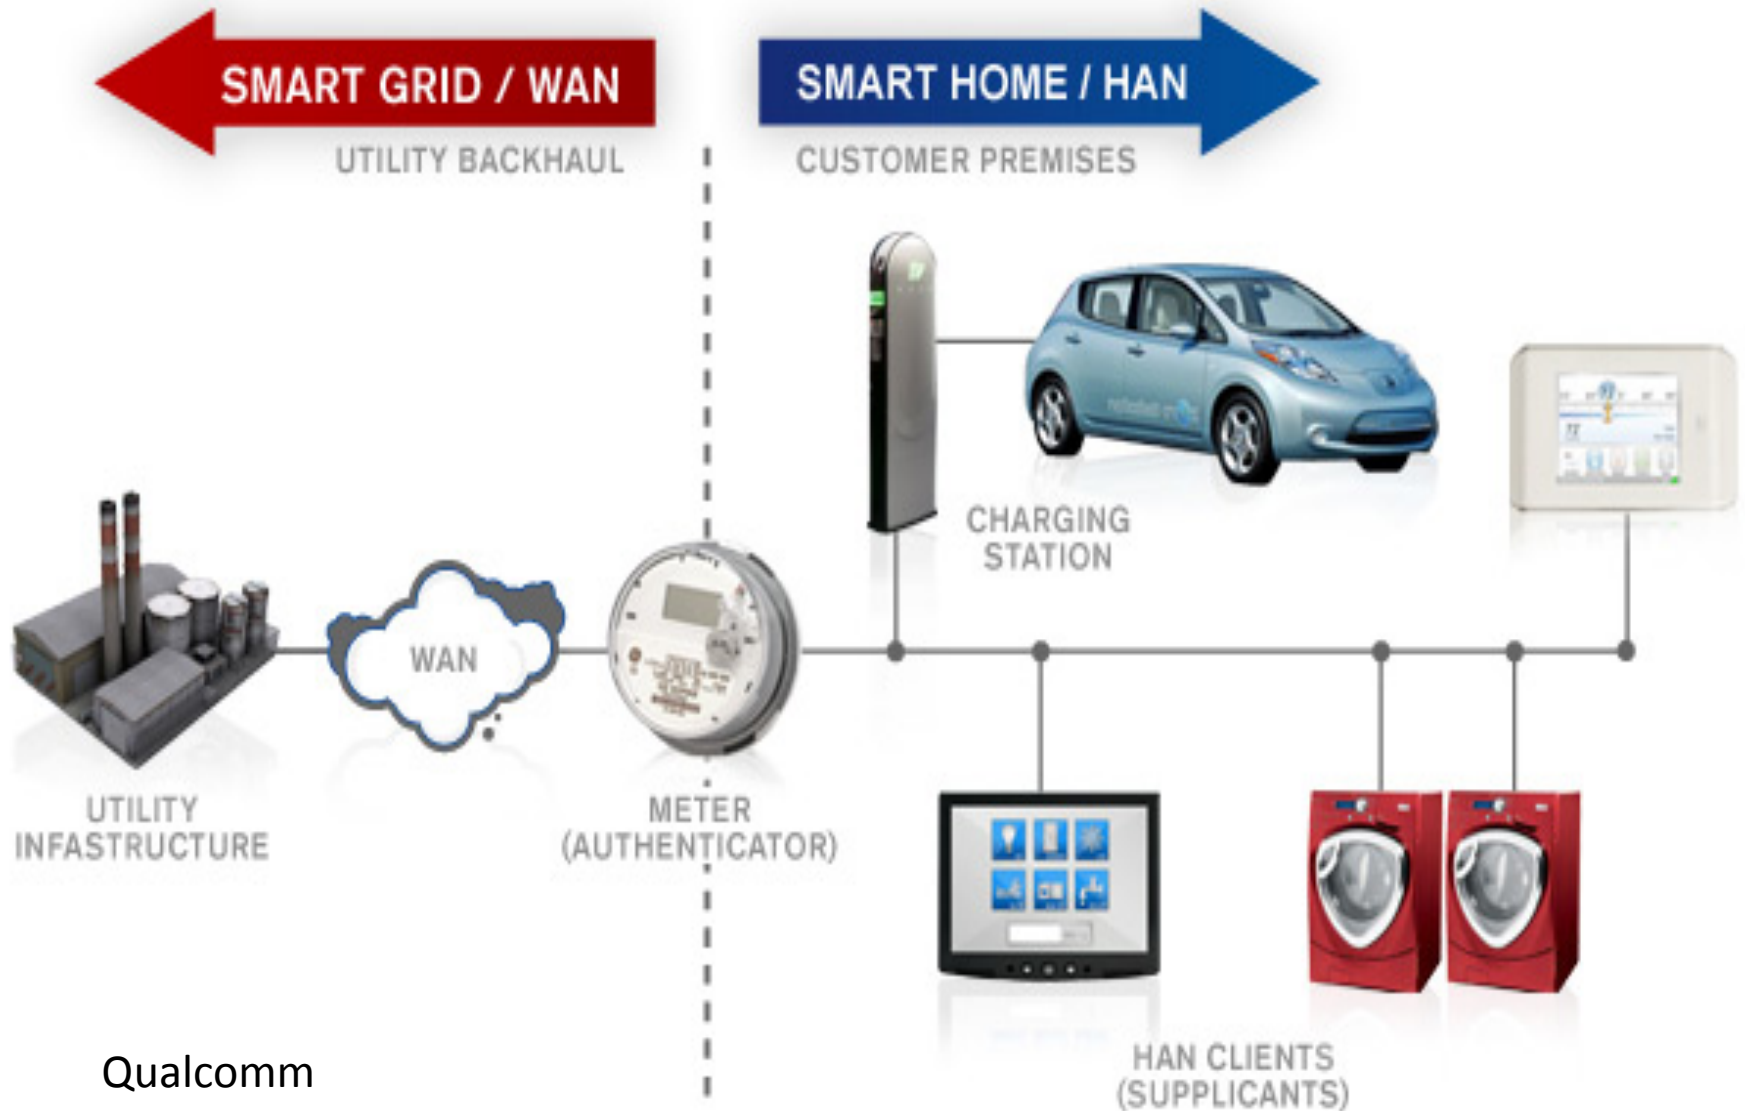 SMART GRID / WAN
SMART HOME / HAN
UTILITY BACKHAUL
CUSTOMER PREMISES
CHARGING
STATION
WAN
UTILITY
INFASTRUCTURE
METER
(AUTHENTICATOR)
HAN CLIENTS
(SUPPLICANTS)
Qualcomm